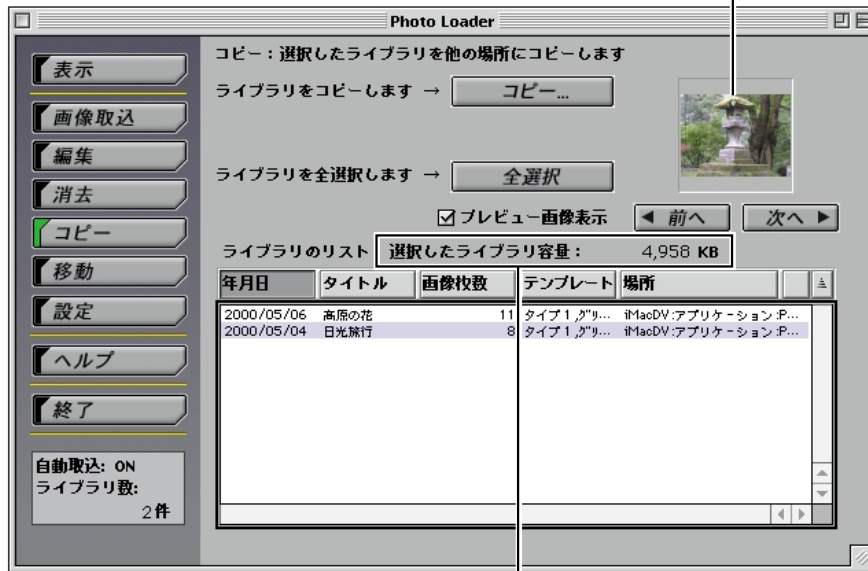 Photo Loader
コピー：選択したライブラリを他の場所にコピーします
ライブラリをコピーします → コピー...
ライブラリを全選択します → 全選択
プレビュー画像表示 ◀ 前へ 次へ ▶
ライブラリのリスト 選択したライブラリ容量： 4,958 KB
年月日 タイトル 画像枚数 テンプレート 場所
2000/05/06 高原の花 11 タイプ1,グリ... iMacDV:アプリケーション:P...
2000/05/04 日光旅行 8 タイプ1,グリ... iMacDV:アプリケーション:P...
表示
画像取込
編集
消去
コピー
移動
設定
ヘルプ
終了
自動取込: ON
ライブラリ数:
2件